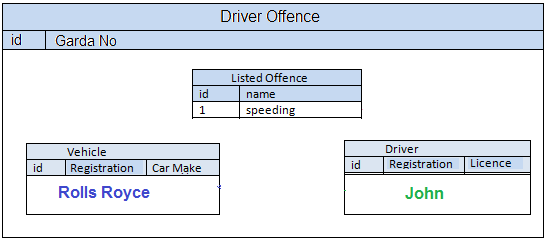 Driver Offence
id Garda No
Listed Offence
id name
1 speeding
Vehicle
id Registration Car Make
Rolls Royce
Driver
id Registration Licence
John